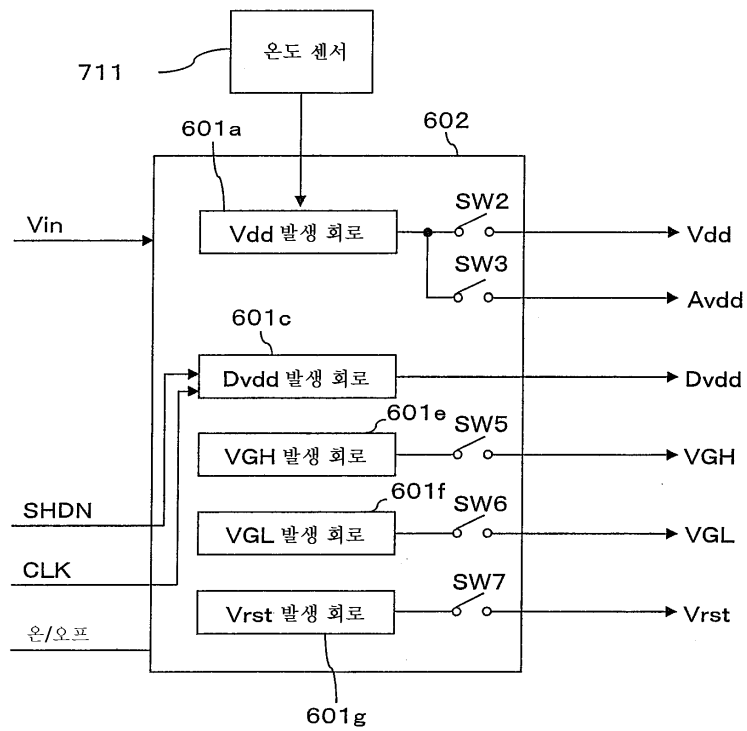 온도 센서
711
601a
602
Vin
Vdd 발생 회로
SW2
Vdd
SW3
Avdd
601c
Dvdd 발생 회로
Dvdd
601e
SW5
VGH 발생 회로
VGH
601f
SHDN
SW6
VGL 발생 회로
VGL
CLK
SW7
Vrst 발생 회로
Vrst
온/오프
601g